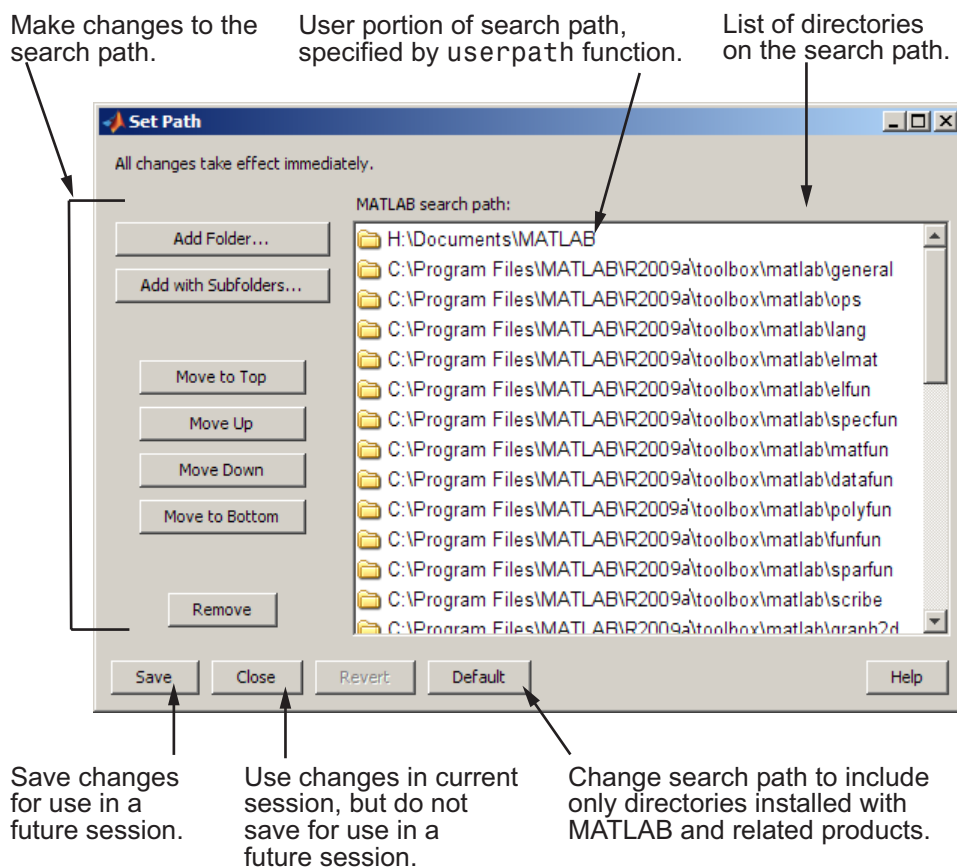 Make changes to the
search path.
User portion of search path,
specified by userpath function.
List of directories
on the search path.
Set Path
All changes take effect immediately.
MATLAB search path:
Add Folder...
Add with Subfolders...
Move to Top
Move Up
Move Down
Move to Bottom
Remove
H:\Documents\MATLAB
C:\Program Files\MATLAB\R2009a\toolbox\matlab\general
C:\Program Files\MATLAB\R2009a\toolbox\matlab\ops
C:\Program Files\MATLAB\R2009a\toolbox\matlab\lang
C:\Program Files\MATLAB\R2009a\toolbox\matlab\elmat
C:\Program Files\MATLAB\R2009a\toolbox\matlab\elfun
C:\Program Files\MATLAB\R2009a\toolbox\matlab\specfun
C:\Program Files\MATLAB\R2009a\toolbox\matlab\matfun
C:\Program Files\MATLAB\R2009a\toolbox\matlab\datafun
C:\Program Files\MATLAB\R2009a\toolbox\matlab\polyfun
C:\Program Files\MATLAB\R2009a\toolbox\matlab\funfun
C:\Program Files\MATLAB\R2009a\toolbox\matlab\sparfun
C:\Program Files\MATLAB\R2009a\toolbox\matlab\scribe
C:\Program Files\MATLAB\R2009a\toolbox\matlab\graph2d
Save
Close
Revert
Default
Help
Save changes
for use in a
future session.
Use changes in current
session, but do not
save for use in a
future session.
Change search path to include
only directories installed with
MATLAB and related products.